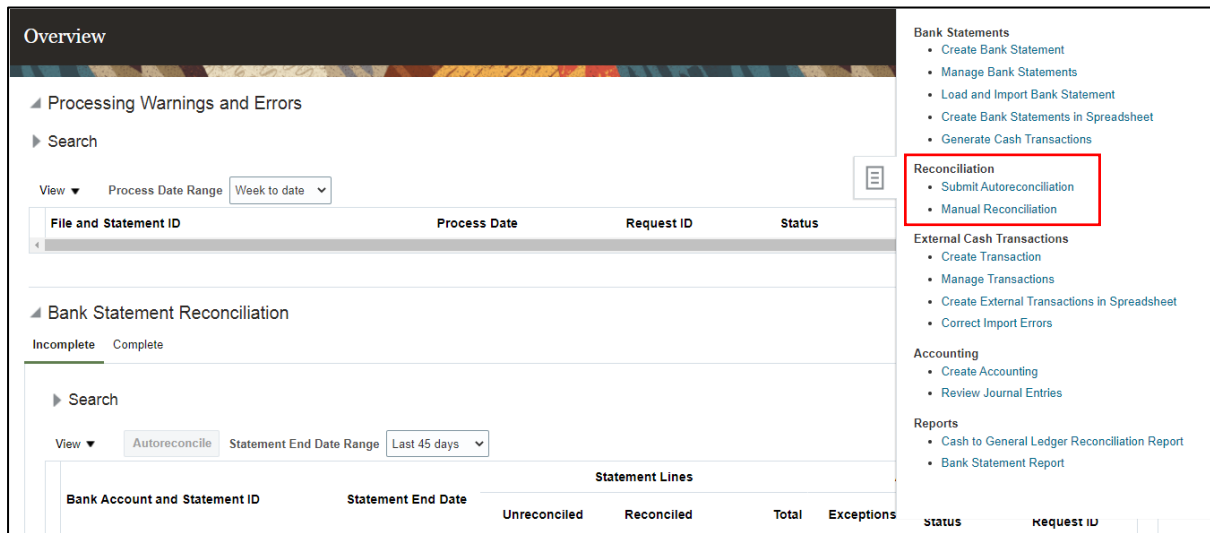 Overview
Processing Warnings and Errors
Search
View Process Date Range Week to date
File and Statement ID Process Date Request ID Status
Bank Statement Reconciliation
Incomplete Complete
Search
View Autoreconcile Statement End Date Range Last 45 days
Statement Lines
Bank Account and Statement ID Statement End Date
Unreconciled Reconciled Total Exceptions Status Request ID
Bank Statements
Create Bank Statement
Manage Bank Statements
Load and Import Bank Statement
Create Bank Statements in Spreadsheet
Generate Cash Transactions
Reconciliation
Submit Autoreconciliation
Manual Reconciliation
External Cash Transactions
Create Transaction
Manage Transactions
Create External Transactions in Spreadsheet
Correct Import Errors
Accounting
Create Accounting
Review Journal Entries
Reports
Cash to General Ledger Reconciliation Report
Bank Statement Report